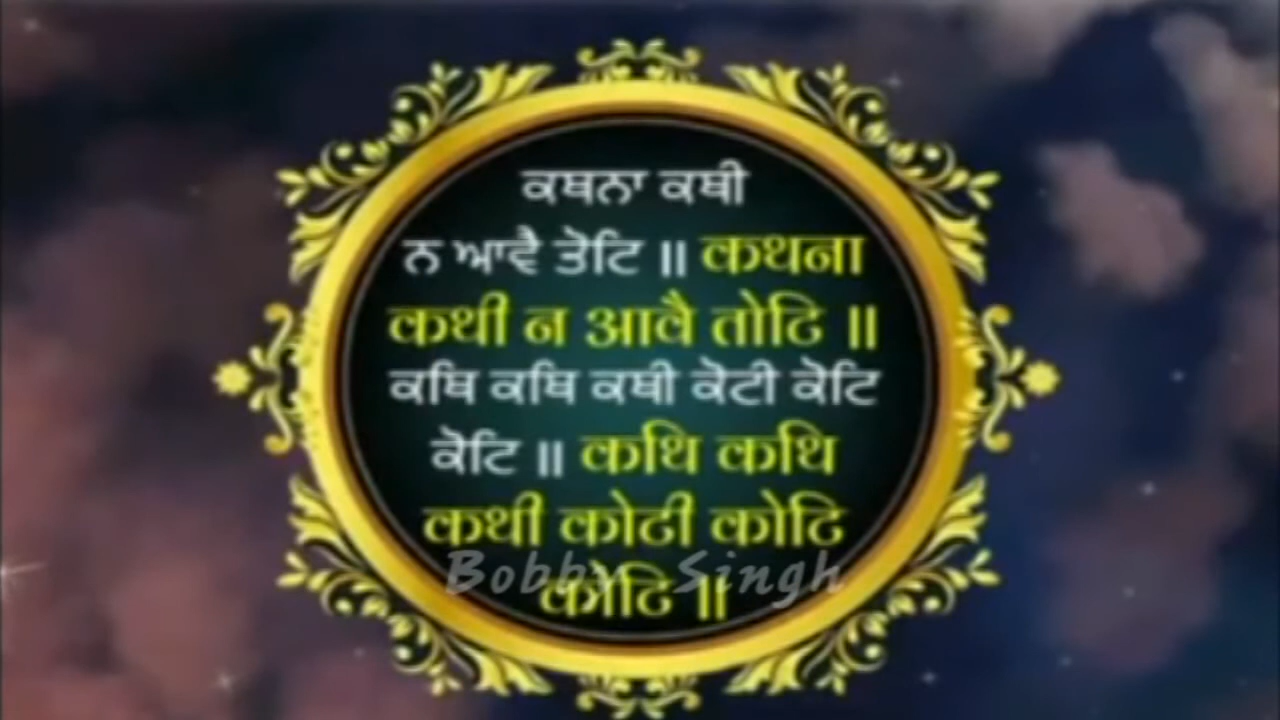 ਕਥਨਾ ਕਥੀ
ਨ ਆਵੈ ਤੋਟਿ ॥ कथना
कथी न आवै तोटि ॥
ਕਥਿ ਕਥਿ ਕਥੀ ਕੋਟੀ ਕੋਟਿ
ਕੋਟਿ ॥ कथि कथि
कथी कोटी कोटि
कोटि ॥
Bobby Singh